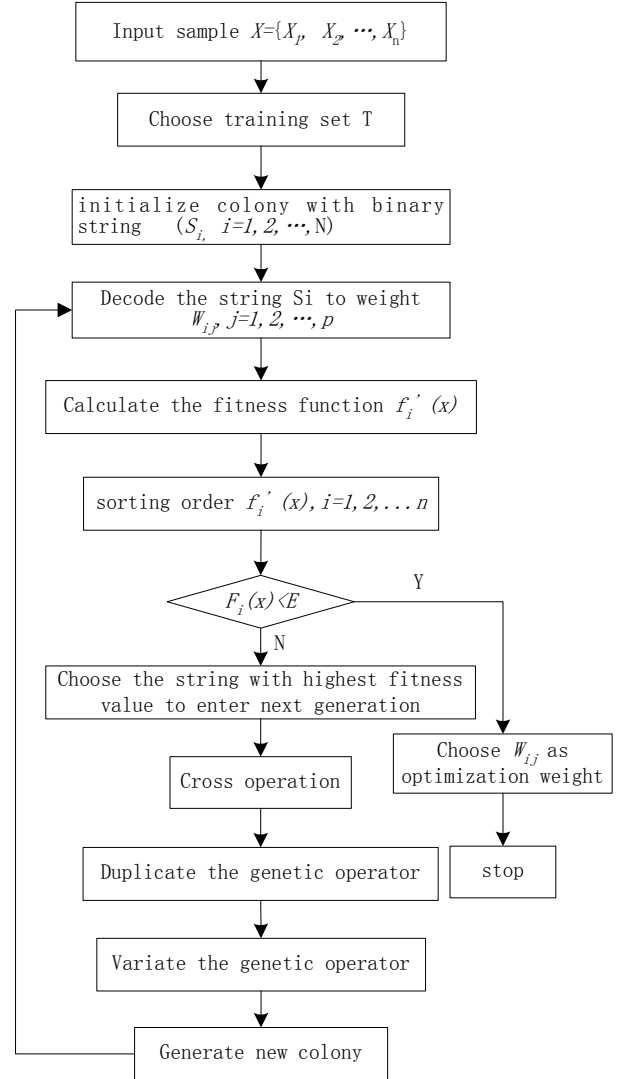 Input sample X={X₁, X₂, …, Xₙ}
Choose training set T
initialize colony with binary
string (Sᵢ, i=1, 2, …, N)
Decode the string Si to weight
Wᵢⱼ, j=1, 2, …, p
Calculate the fitness function fᵢ′(x)
sorting order fᵢ′(x), i=1, 2, ... n
Fᵢ(x)<E
Y
N
Choose the string with highest fitness
value to enter next generation
Choose Wᵢⱼ as
optimization weight
Cross operation
stop
Duplicate the genetic operator
Variate the genetic operator
Generate new colony